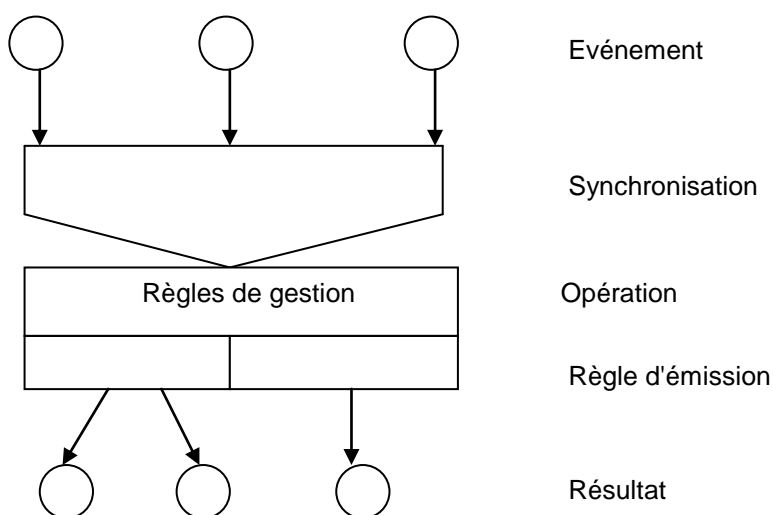 Evénement
Synchronisation
Règles de gestion
Opération
Règle d'émission
Résultat